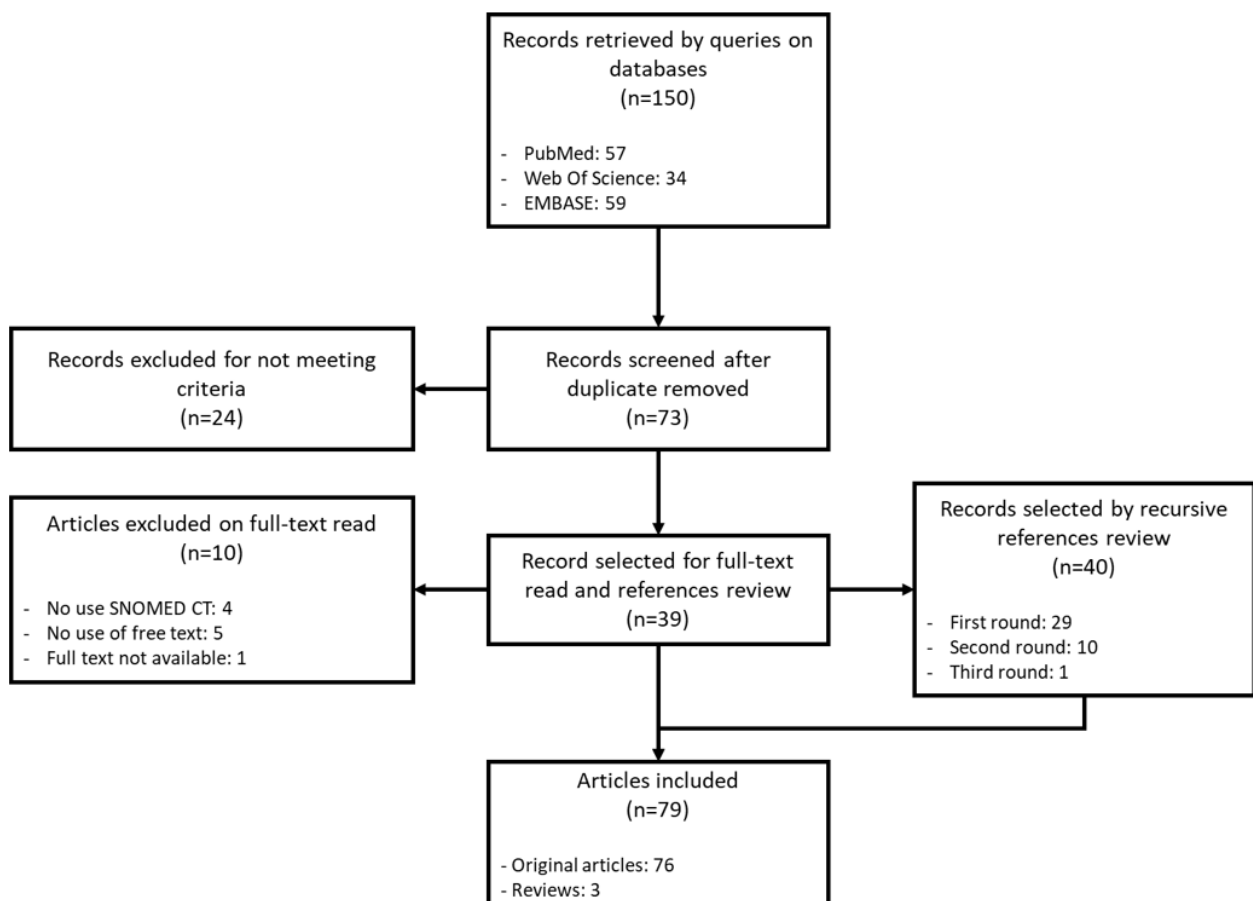 Records retrieved by queries on
databases
(n=150)
- PubMed: 57
- Web Of Science: 34
- EMBASE: 59
Records excluded for not meeting
criteria
(n=24)
Records screened after
duplicate removed
(n=73)
Articles excluded on full-text read
(n=10)
- No use SNOMED CT: 4
- No use of free text: 5
- Full text not available: 1
Record selected for full-text
read and references review
(n=39)
Records selected by recursive
references review
(n=40)
- First round: 29
- Second round: 10
- Third round: 1
Articles included
(n=79)
- Original articles: 76
- Reviews: 3